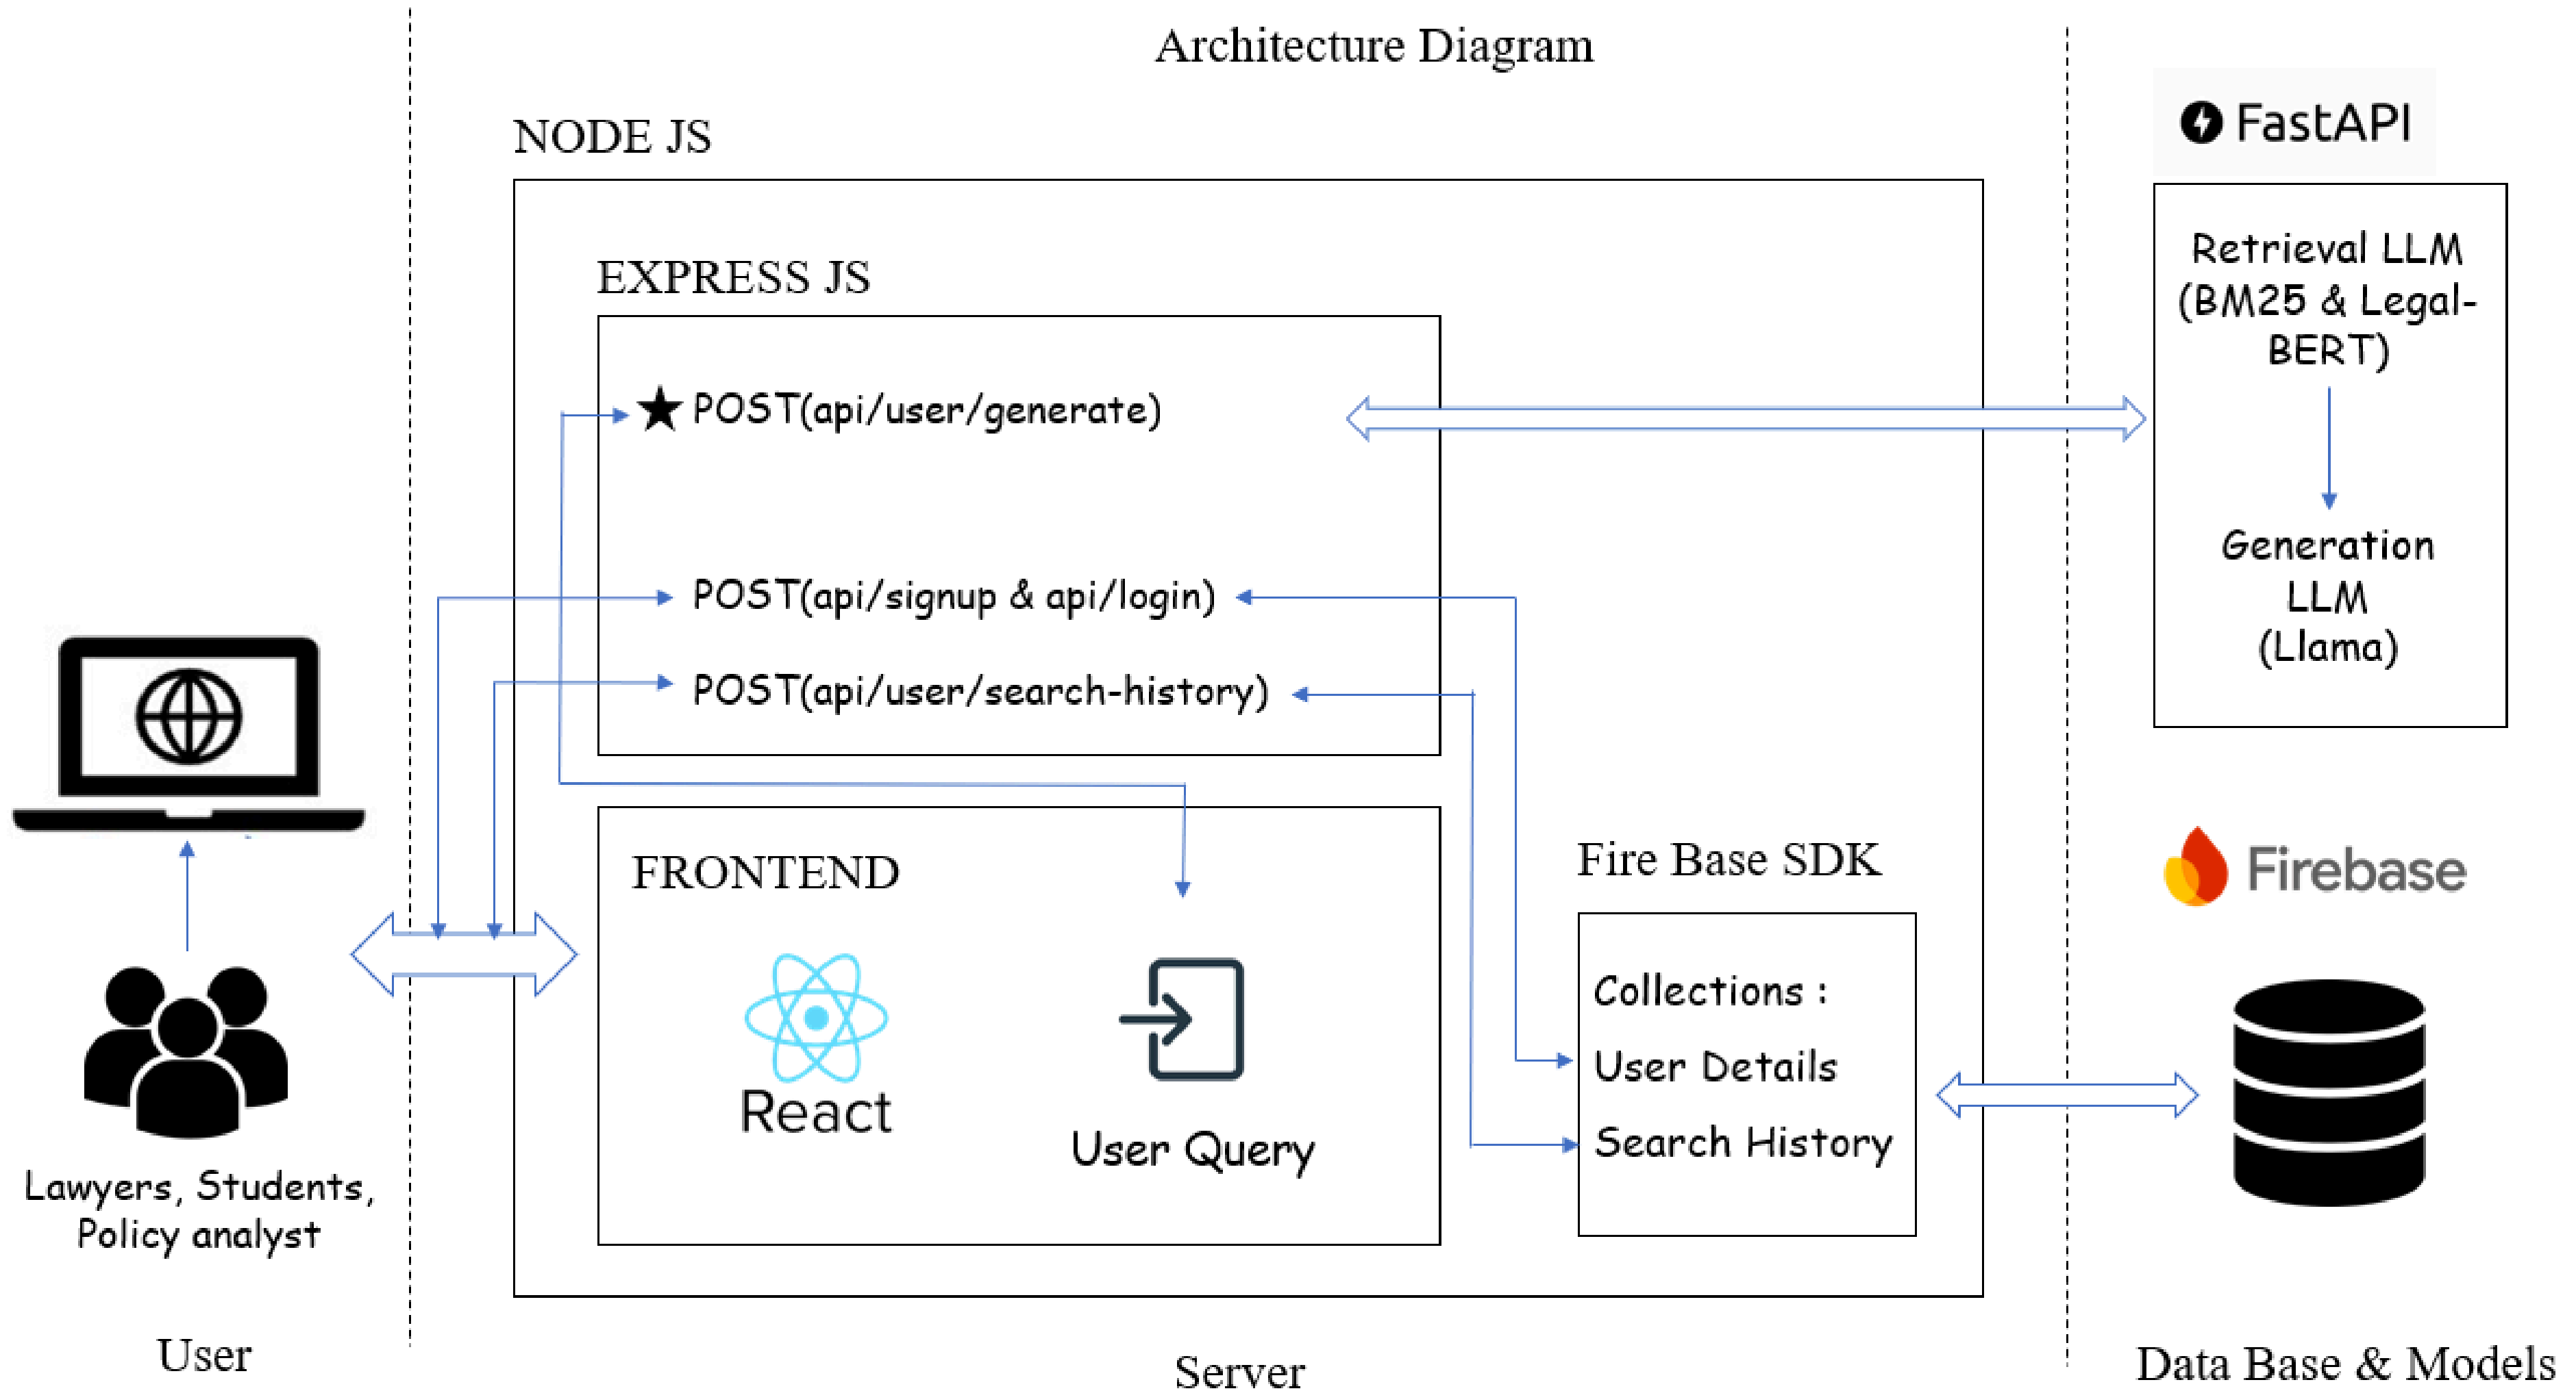 Architecture Diagram
NODE JS
EXPRESS JS
POST(api/user/generate)
POST(api/signup & api/login)
POST(api/user/search-history)
FRONTEND
React
User Query
Fire Base SDK
Collections :
User Details
Search History
FastAPI
Retrieval LLM
(BM25 & Legal-
BERT)
Generation
LLM
(Llama)
Firebase
Lawyers, Students,
Policy analyst
User
Server
Data Base & Models